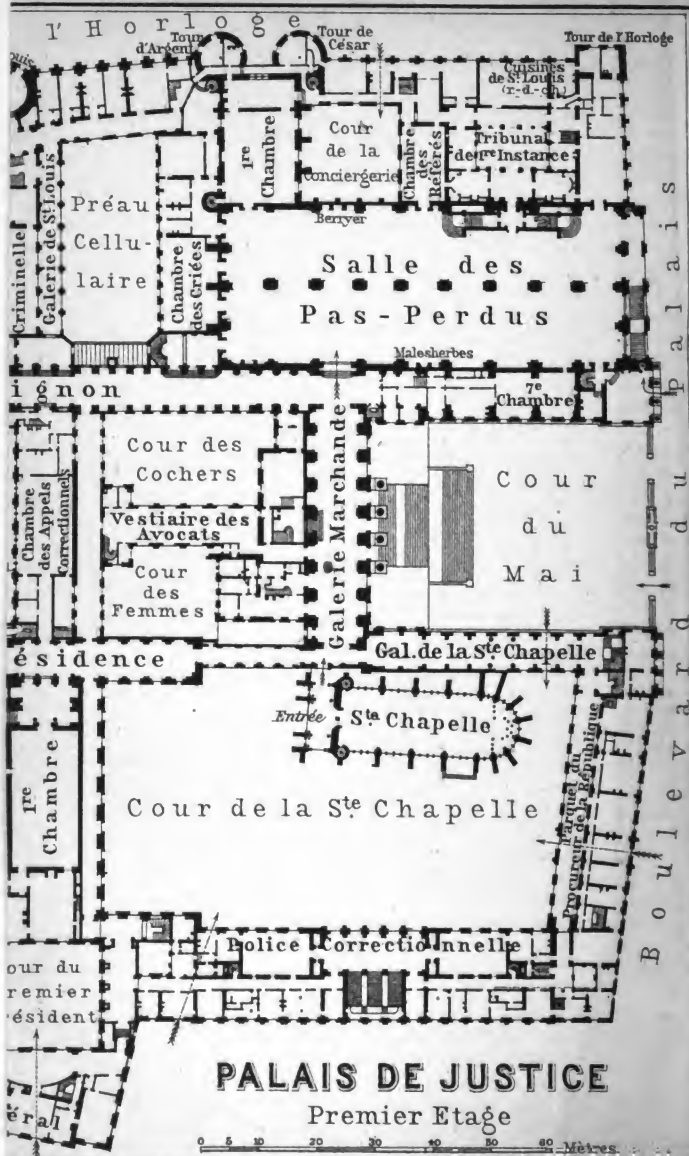 l'Horloge
Tour
d'Argent
Tour de
César
Tour de l'Horloge
Cuisines
de St. Louis
(r.-d.-ch.)
1re
Chambre
Cour
de la
Conciergerie
Chambre
des
Référés
Tribunal
de 1re Instance
Criminelle
Galerie de St. Louis
Préau
Cellu-
laire
Chambre
des Criées
Berryer
Salle des
Pas-Perdus
Malesherbes
7e
Chambre
ignon
Chambre
des Appels
Correctionnels
Cour des
Cochers
Vestiaire des
Avocats
Cour
des
Femmes
Galerie Marchande
Cour
du
Mai
Boulevard du Palais
ésidence
Gal. de la Ste Chapelle
Entrée
Ste Chapelle
1re
Chambre
Cour de la Ste Chapelle
Parquet du
Procureur de la République
Police Correctionnelle
our du
remier
résident
éral
PALAIS DE JUSTICE
Premier Etage
0 5 10 20 30 40 50 60 Mètres.